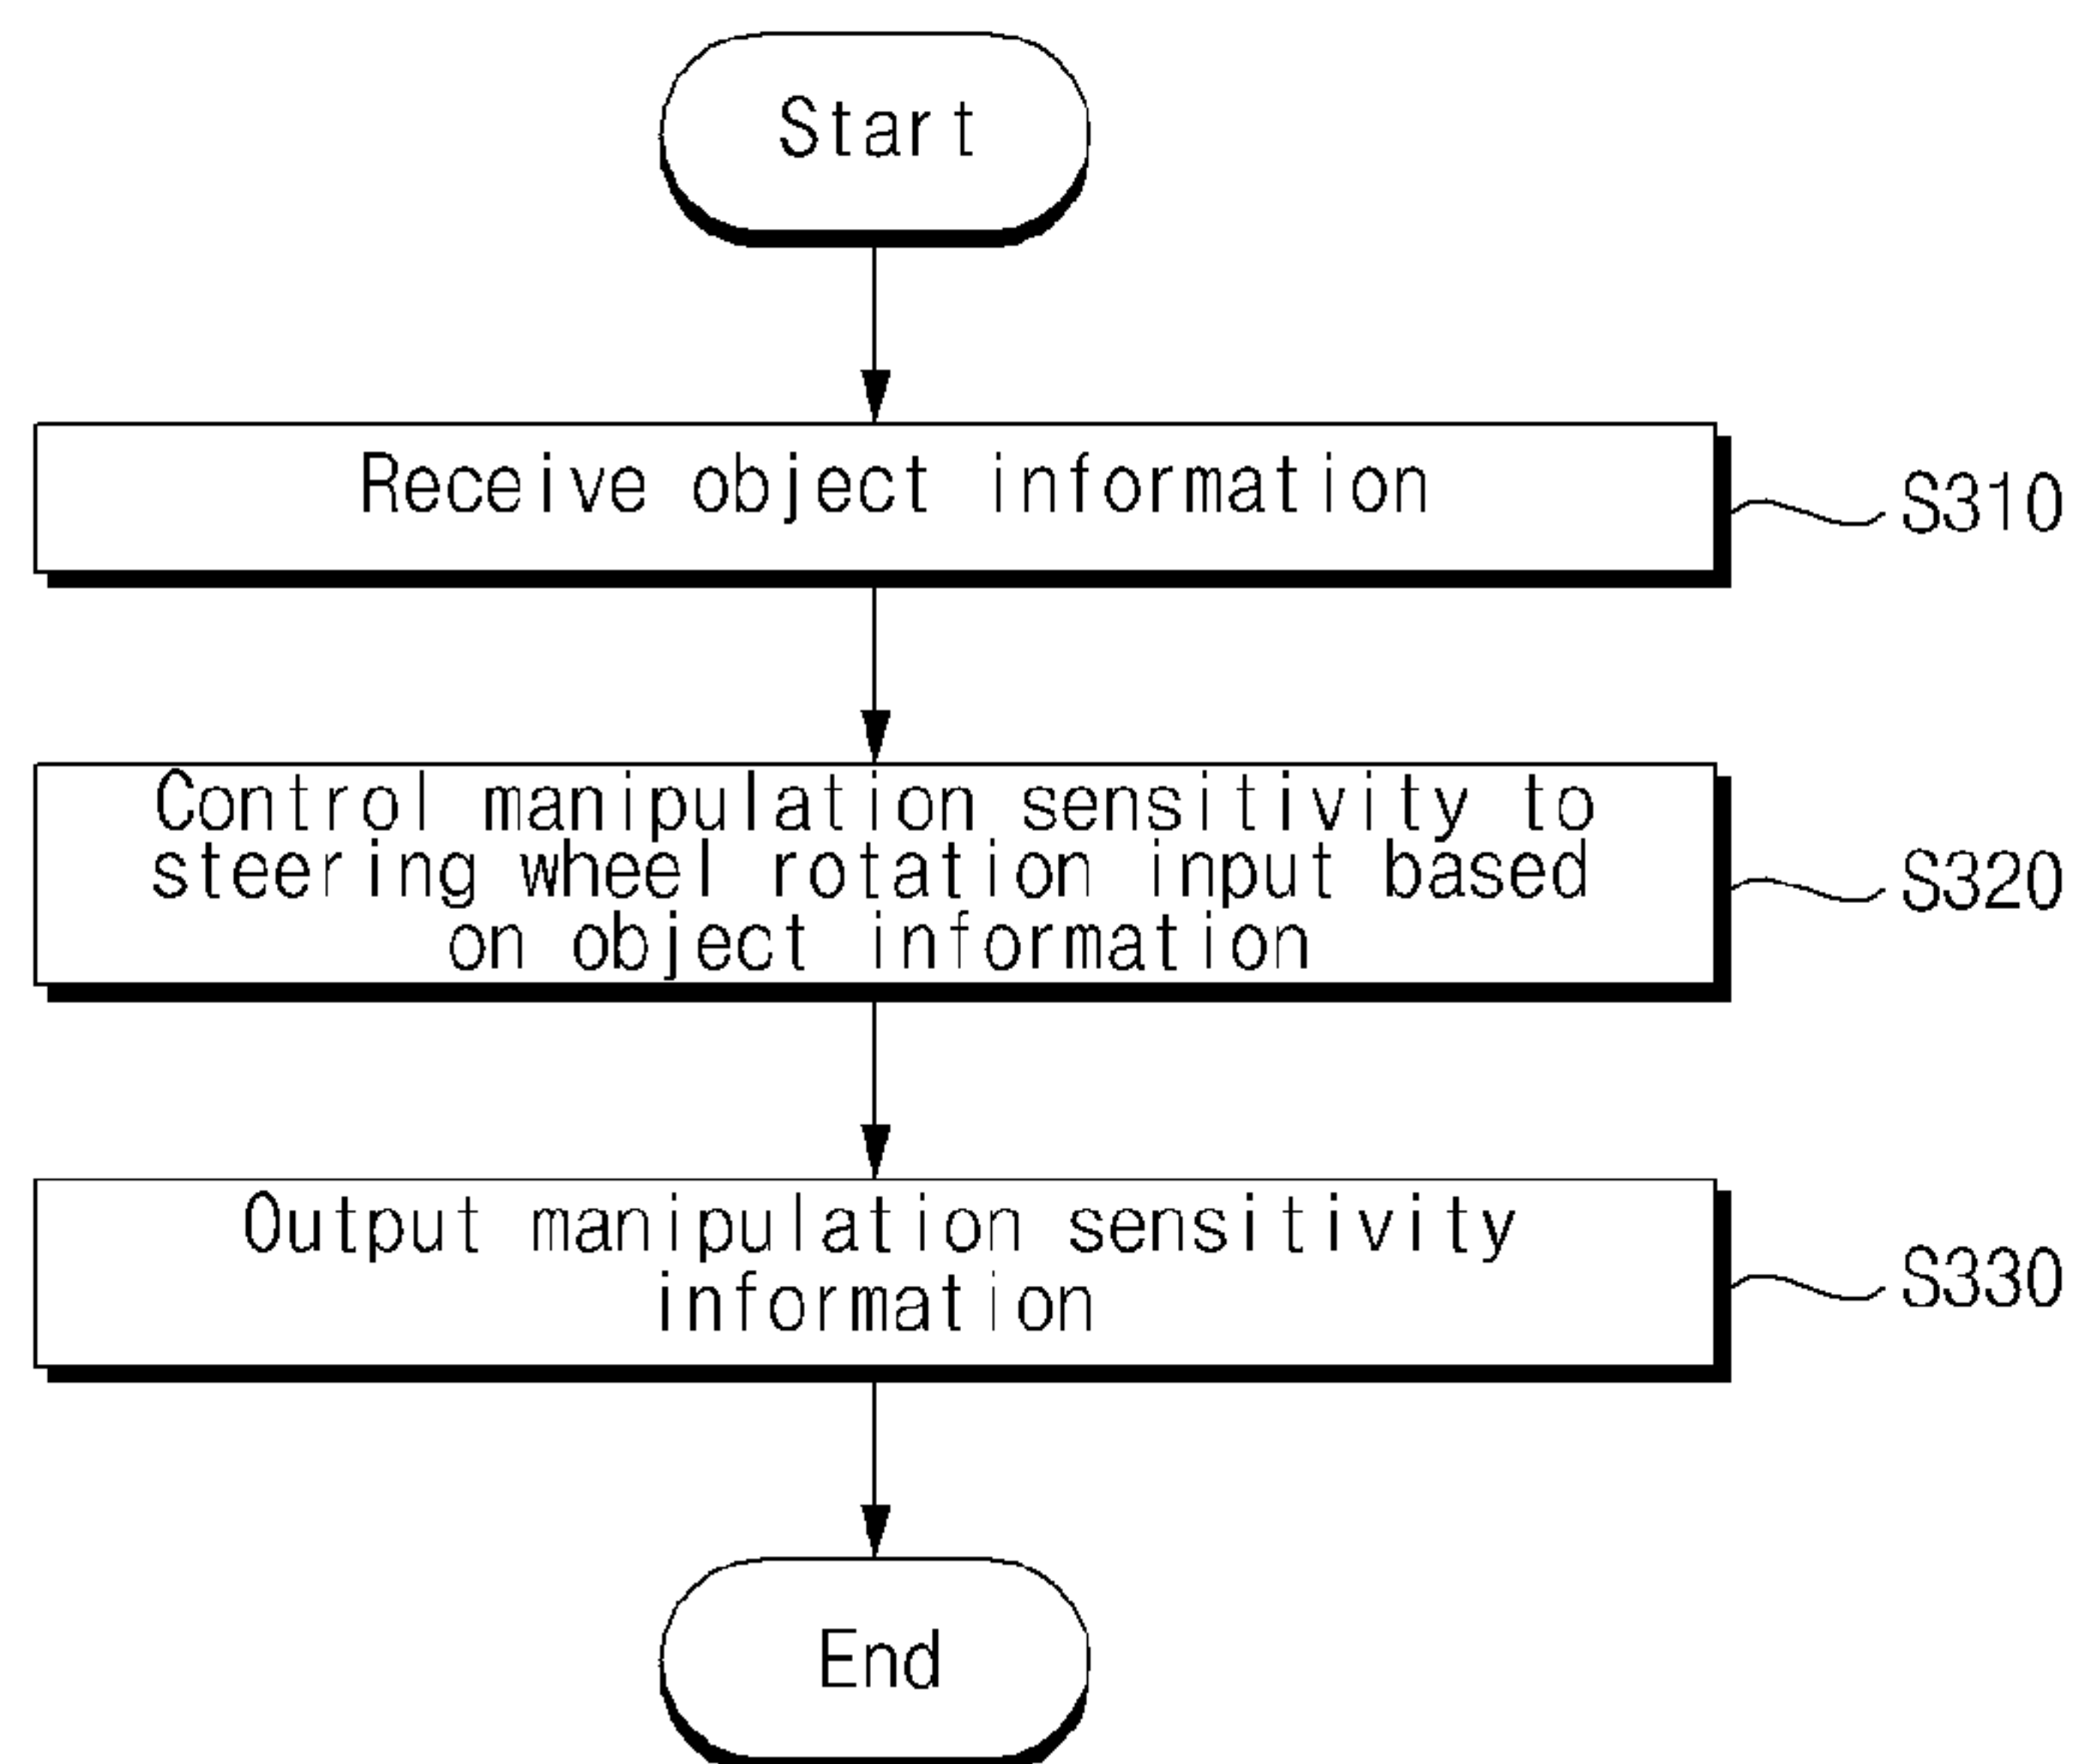 Start
Receive object information
S310
Control manipulation sensitivity to
steering wheel rotation input based
on object information
S320
Output manipulation sensitivity
information
S330
End